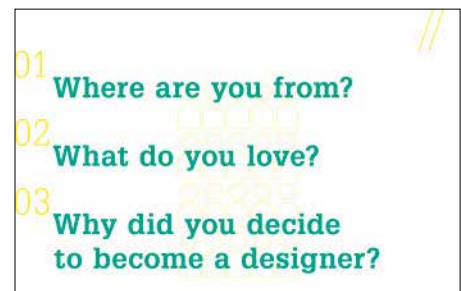 //
01
Where are you from?
02
What do you love?
03
Why did you decide
to become a designer?